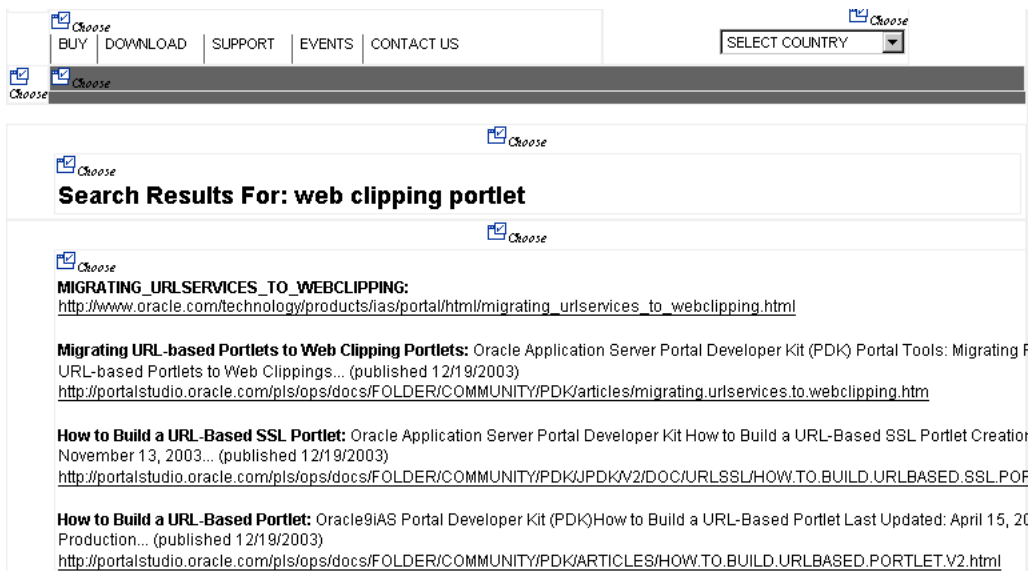 Choose
Choose
BUY DOWNLOAD SUPPORT EVENTS CONTACT US
SELECT COUNTRY
Choose
Choose
Choose
Choose
Search Results For: web clipping portlet
Choose
Choose
MIGRATING_URLSERVICES_TO_WEBCLIPPING:
http://www.oracle.com/technology/products/ias/portal/html/migrating_urlservices_to_webclipping.html
Migrating URL-based Portlets to Web Clipping Portlets: Oracle Application Server Portal Developer Kit (PDK) Portal Tools: Migrating
URL-based Portlets to Web Clippings... (published 12/19/2003)
http://portalstudio.oracle.com/pls/ops/docs/FOLDER/COMMUNITY/PDK/articles/migrating.urlservices.to.webclipping.htm
How to Build a URL-Based SSL Portlet: Oracle Application Server Portal Developer Kit How to Build a URL-Based SSL Portlet Creation
November 13, 2003... (published 12/19/2003)
http://portalstudio.oracle.com/pls/ops/docs/FOLDER/COMMUNITY/PDK/JPDK/V2/DOC/URLSSL/HOW.TO.BUILD.URLBASED.SSL.POR
How to Build a URL-Based Portlet: Oracle9iAS Portal Developer Kit (PDK)How to Build a URL-Based Portlet Last Updated: April 15, 20
Production... (published 12/19/2003)
http://portalstudio.oracle.com/pls/ops/docs/FOLDER/COMMUNITY/PDK/ARTICLES/HOW.TO.BUILD.URLBASED.PORTLET.V2.html